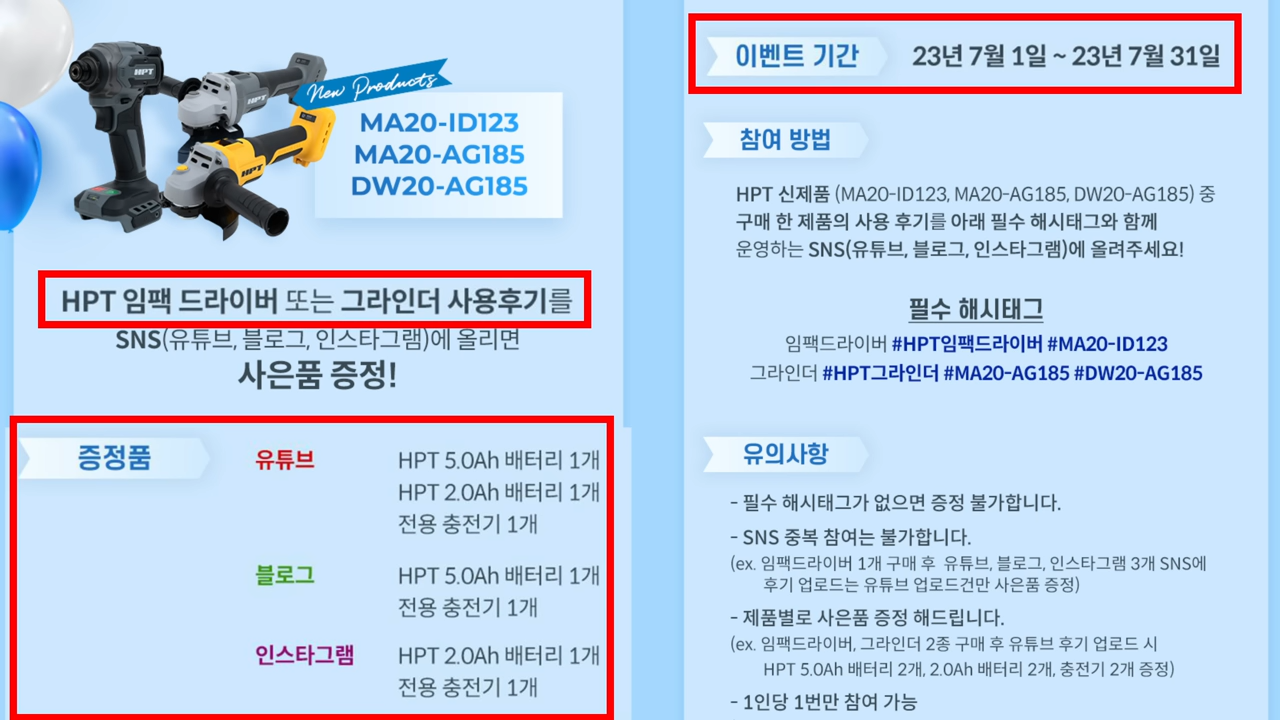 New Products
MA20-ID123
MA20-AG185
DW20-AG185
HPT
HPT
HPT
HPT 임팩 드라이버 또는 그라인더 사용후기를
SNS(유튜브, 블로그, 인스타그램)에 올리면
사은품 증정!
증정품
유튜브 HPT 5.0Ah 배터리 1개
HPT 2.0Ah 배터리 1개
전용 충전기 1개
블로그 HPT 5.0Ah 배터리 1개
전용 충전기 1개
인스타그램 HPT 2.0Ah 배터리 1개
전용 충전기 1개
이벤트 기간 23년 7월 1일 ~ 23년 7월 31일
참여 방법
HPT 신제품 (MA20-ID123, MA20-AG185, DW20-AG185) 중
구매 한 제품의 사용 후기를 아래 필수 해시태그와 함께
운영하는 SNS(유튜브, 블로그, 인스타그램)에 올려주세요!
필수 해시태그
임팩드라이버 #HPT임팩드라이버 #MA20-ID123
그라인더 #HPT그라인더 #MA20-AG185 #DW20-AG185
유의사항
- 필수 해시태그가 없으면 증정 불가합니다.
- SNS 중복 참여는 불가합니다.
(ex. 임팩드라이버 1개 구매 후 유튜브, 블로그, 인스타그램 3개 SNS에
후기 업로드는 유튜브 업로드건만 사은품 증정)
- 제품별로 사은품 증정 해드립니다.
(ex. 임팩드라이버, 그라인더 2종 구매 후 유튜브 후기 업로드 시
HPT 5.0Ah 배터리 2개, 2.0Ah 배터리 2개, 충전기 2개 증정)
- 1인당 1번만 참여 가능